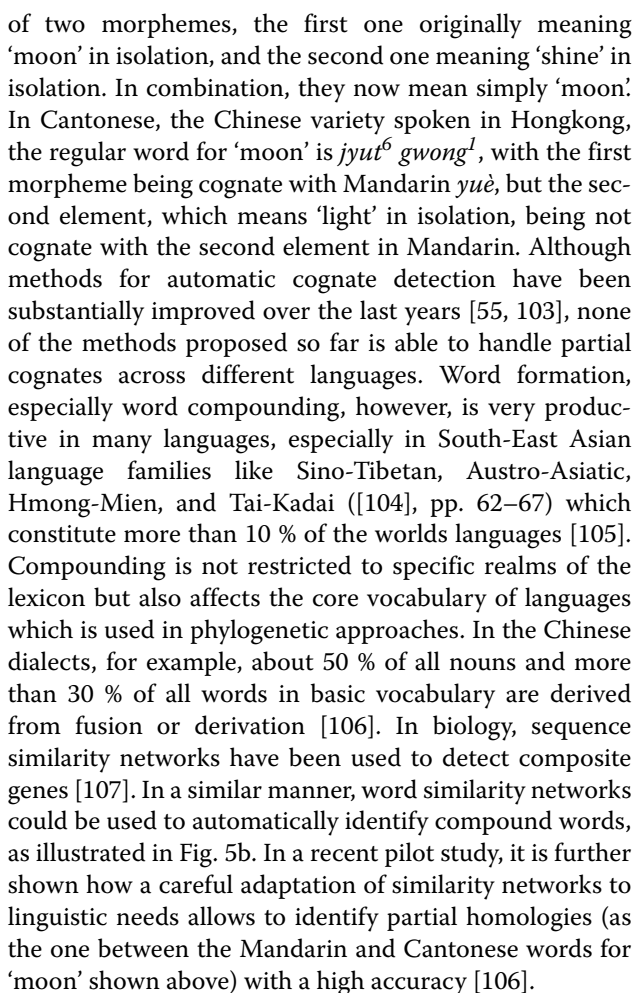 of two morphemes, the first one originally meaning
‘moon’ in isolation, and the second one meaning ‘shine’ in
isolation. In combination, they now mean simply ‘moon’.
In Cantonese, the Chinese variety spoken in Hongkong,
the regular word for ‘moon’ is jyut⁶ gwong¹, with the first
morpheme being cognate with Mandarin yuè, but the sec-
ond element, which means ‘light’ in isolation, being not
cognate with the second element in Mandarin. Although
methods for automatic cognate detection have been
substantially improved over the last years [55, 103], none
of the methods proposed so far is able to handle partial
cognates across different languages. Word formation,
especially word compounding, however, is very produc-
tive in many languages, especially in South-East Asian
language families like Sino-Tibetan, Austro-Asiatic,
Hmong-Mien, and Tai-Kadai ([104], pp. 62–67) which
constitute more than 10 % of the worlds languages [105].
Compounding is not restricted to specific realms of the
lexicon but also affects the core vocabulary of languages
which is used in phylogenetic approaches. In the Chinese
dialects, for example, about 50 % of all nouns and more
than 30 % of all words in basic vocabulary are derived
from fusion or derivation [106]. In biology, sequence
similarity networks have been used to detect composite
genes [107]. In a similar manner, word similarity networks
could be used to automatically identify compound words,
as illustrated in Fig. 5b. In a recent pilot study, it is further
shown how a careful adaptation of similarity networks to
linguistic needs allows to identify partial homologies (as
the one between the Mandarin and Cantonese words for
‘moon’ shown above) with a high accuracy [106].